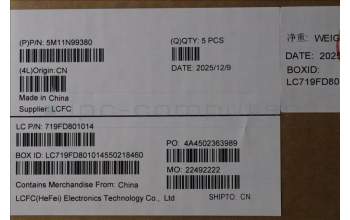 (P)P/N: 5M11N99380
(Q)QTY: 5 PCS
(4L)Origin:CN
DATE: 2025/12/9
Made in China
Supplier: LCFC
净重: WEIG
DATE: 202
BOXID:
LC719FD80
LC P/N: 719FD801014
PO: 4A4502363989
BOX ID: LC719FD801014550218460
MO: 22492222
Contains Merchandise From: China
LCFC(HeFei) Electronics Technology Co., Ltd
SHIPTO: CN